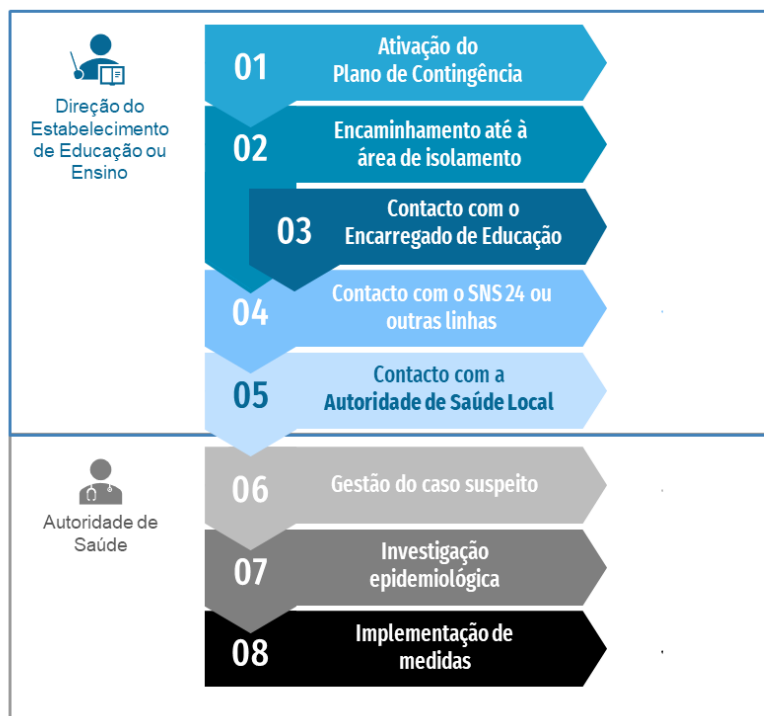 Direção do
Estabelecimento
de Educação ou
Ensino
01
Ativação do
Plano de Contingência
02
Encaminhamento até à
área de isolamento
03
Contacto com o
Encarregado de Educação
04
Contacto com o SNS 24 ou
outras linhas
05
Contacto com a
Autoridade de Saúde Local
Autoridade de
Saúde
06
Gestão do caso suspeito
07
Investigação
epidemiológica
08
Implementação de
medidas